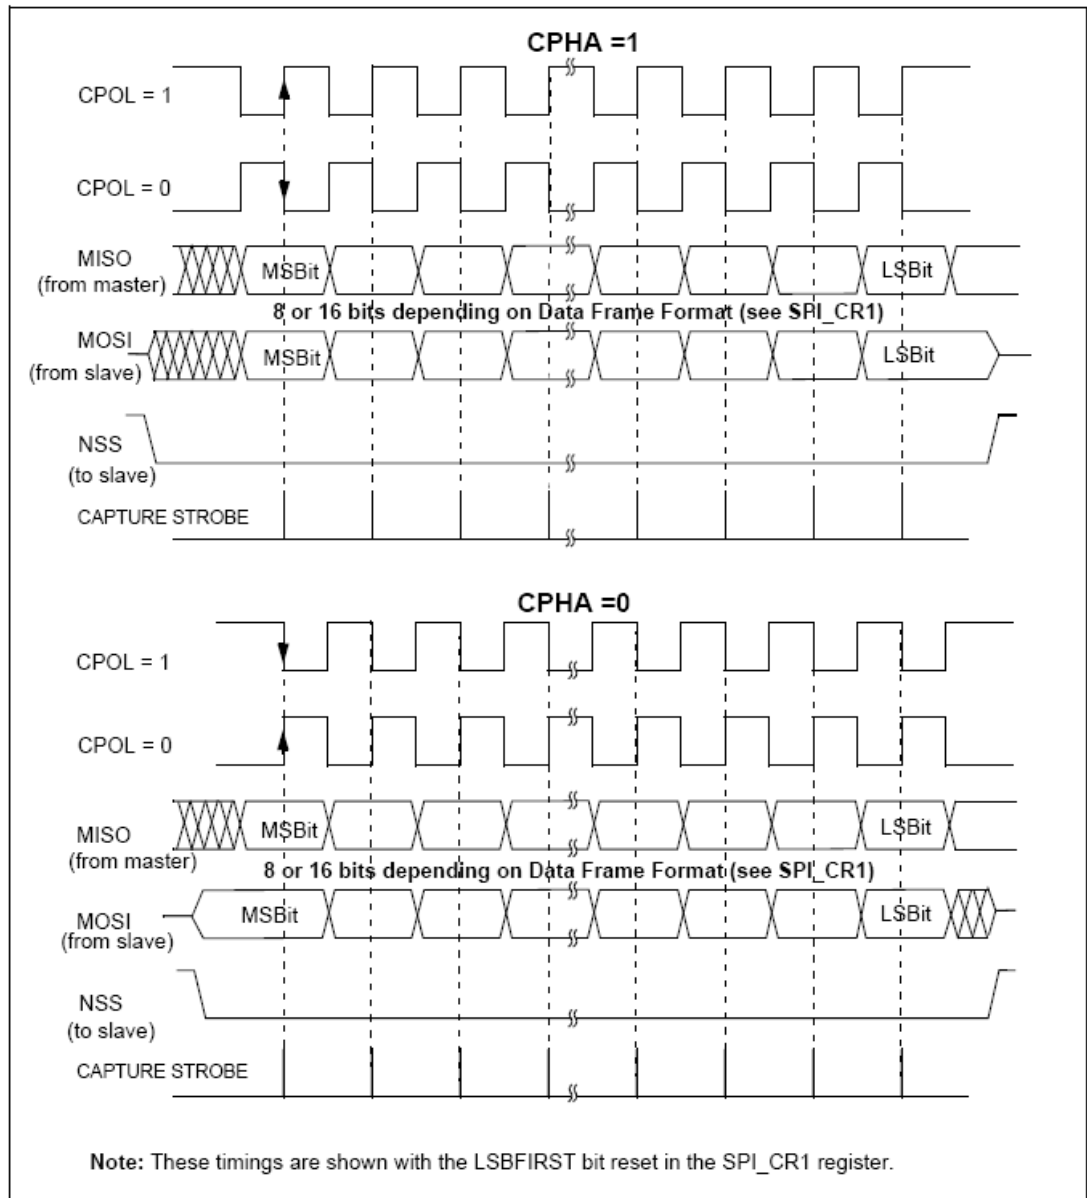 CPHA =1
CPOL = 1
CPOL = 0
MISO
(from master)
MSBit
LSBit
8 or 16 bits depending on Data Frame Format (see SPI_CR1)
MOSI
(from slave)
MSBit
LSBit
NSS
(to slave)
CAPTURE STROBE
CPHA =0
CPOL = 1
CPOL = 0
MISO
(from master)
MSBit
LSBit
8 or 16 bits depending on Data Frame Format (see SPI_CR1)
MOSI
(from slave)
MSBit
LSBit
NSS
(to slave)
CAPTURE STROBE
Note: These timings are shown with the LSBFIRST bit reset in the SPI_CR1 register.